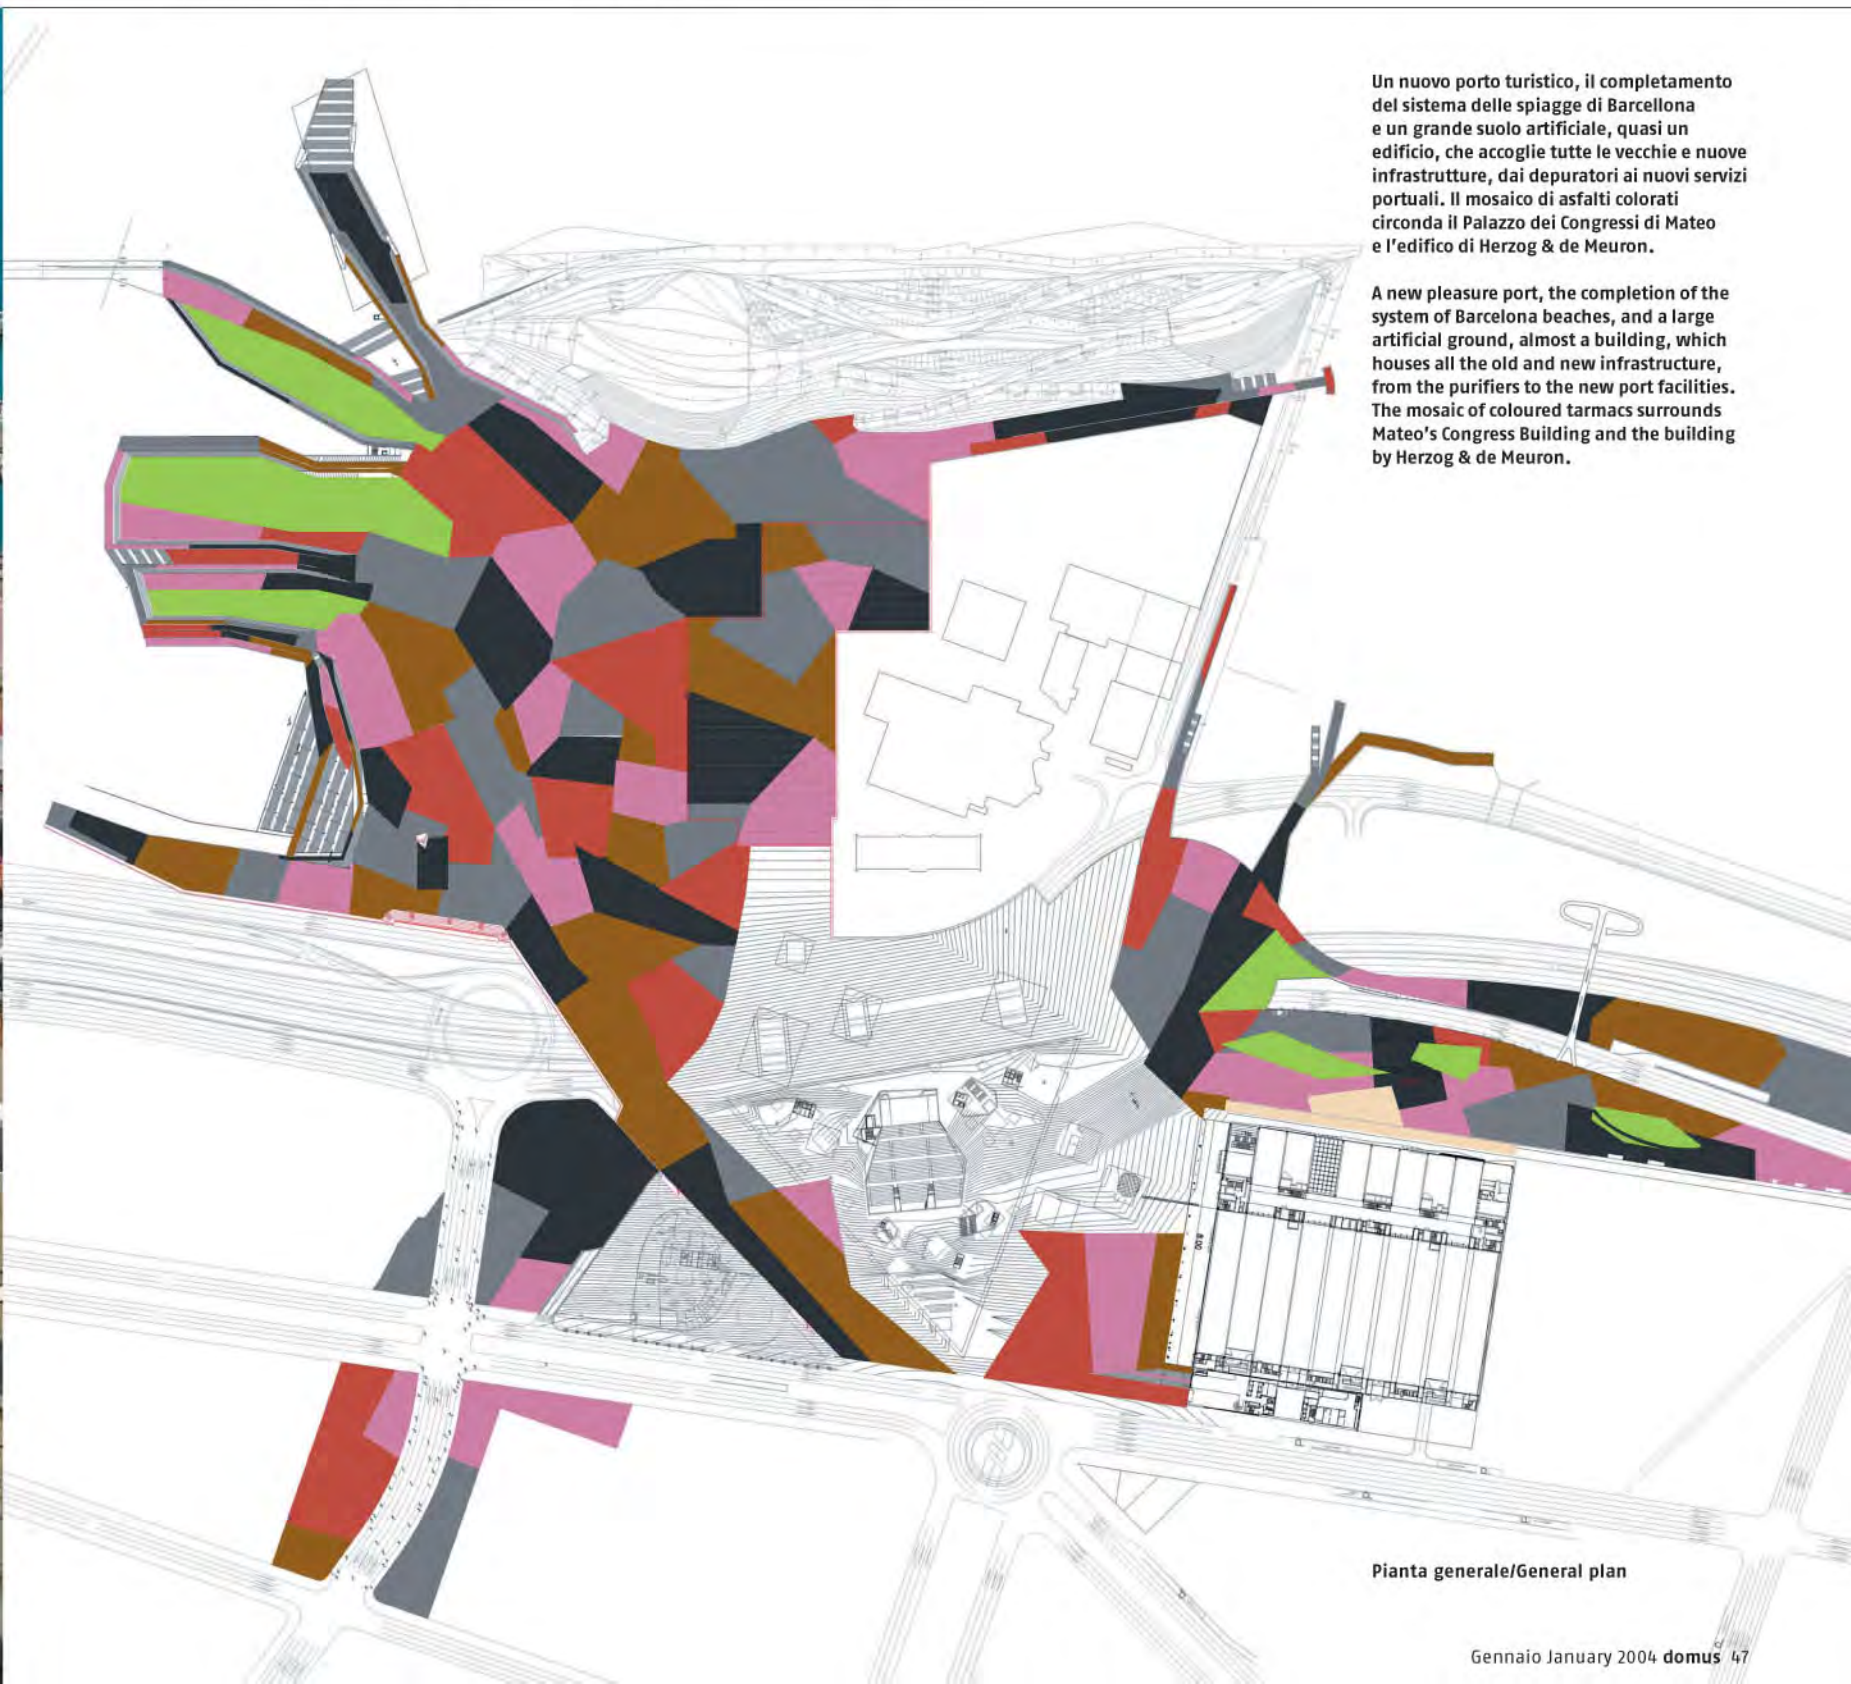 Un nuovo porto turistico, il completamento
del sistema delle spiagge di Barcellona
e un grande suolo artificiale, quasi un
edificio, che accoglie tutte le vecchie e nuove
infrastrutture, dai depuratori ai nuovi servizi
portuali. Il mosaico di asfalti colorati
circonda il Palazzo dei Congressi di Mateo
e l'edifico di Herzog & de Meuron.
A new pleasure port, the completion of the
system of Barcelona beaches, and a large
artificial ground, almost a building, which
houses all the old and new infrastructure,
from the purifiers to the new port facilities.
The mosaic of coloured tarmacs surrounds
Mateo's Congress Building and the building
by Herzog & de Meuron.
Pianta generale/General plan
Gennaio January 2004 domus 47